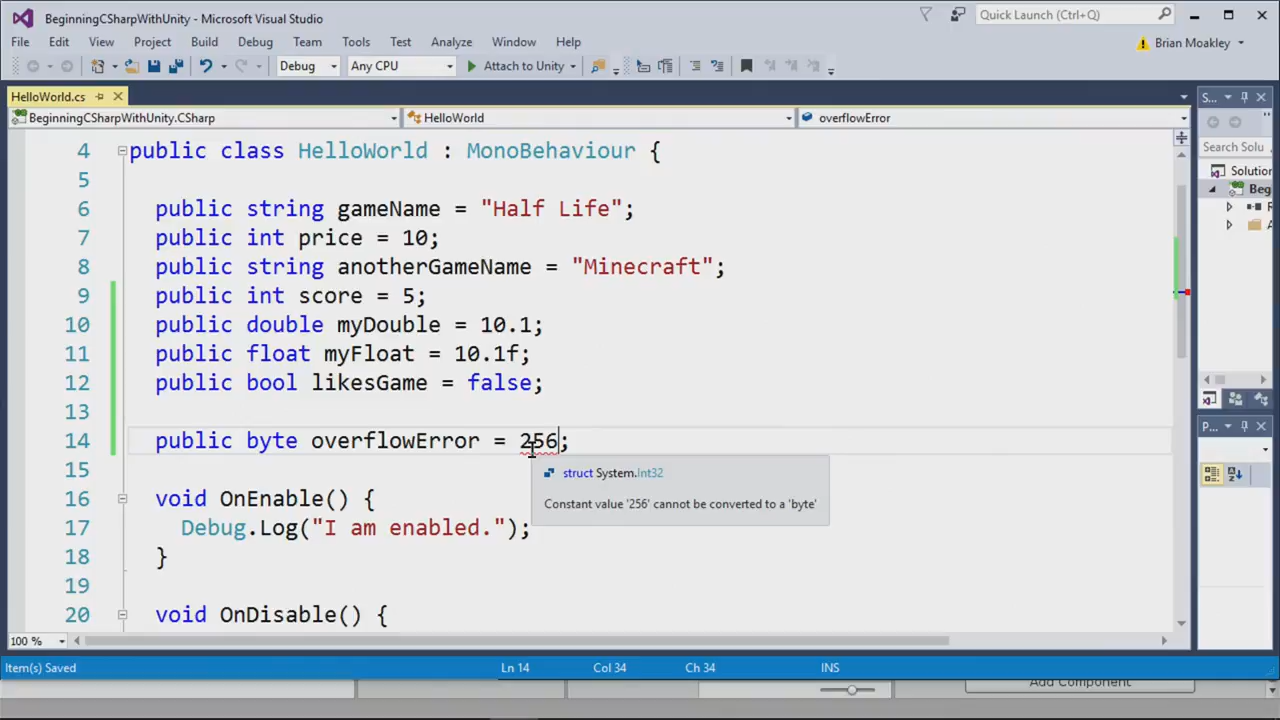 BeginningCSharpWithUnity - Microsoft Visual Studio
Quick Launch (Ctrl+Q)
File Edit View Project Build Debug Team Tools Test Analyze Window Help
Brian Moakley
Debug Any CPU Attach to Unity
HelloWorld.cs
S...
BeginningCSharpWithUnity.CSharp HelloWorld overflowError
Search Solu
4 public class HelloWorld : MonoBehaviour {
Solution
5
Beg
6 public string gameName = "Half Life";
7 public int price = 10;
8 public string anotherGameName = "Minecraft";
9 public int score = 5;
10 public double myDouble = 10.1;
11 public float myFloat = 10.1f;
12 public bool likesGame = false;
13
P...
14 public byte overflowError = 256;
15
struct System.Int32
16 void OnEnable() {
Constant value '256' cannot be converted to a 'byte'
17 Debug.Log("I am enabled.");
18 }
19
20 void OnDisable() {
100 %
Item(s) Saved Ln 14 Col 34 Ch 34 INS
Add Component